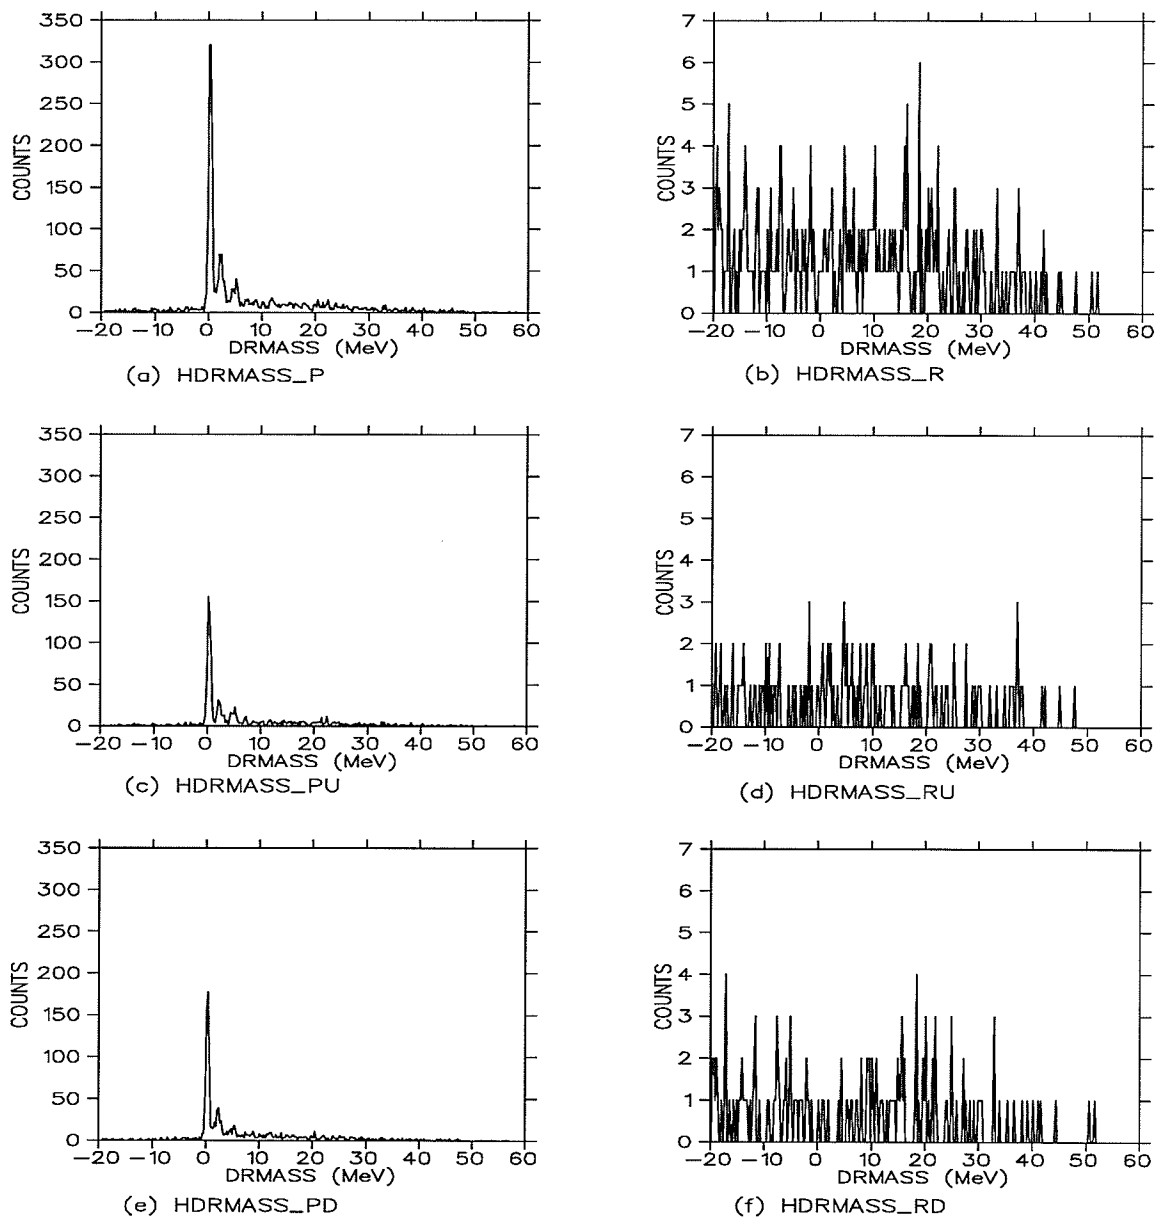 350
300
250
200
150
100
50
0
COUNTS
−20 −10 0 10 20 30 40 50 60
DRMASS (MeV)
(a) HDRMASS_P
7
6
5
4
3
2
1
0
COUNTS
−20 −10 0 10 20 30 40 50 60
DRMASS (MeV)
(b) HDRMASS_R
350
300
250
200
150
100
50
0
COUNTS
−20 −10 0 10 20 30 40 50 60
DRMASS (MeV)
(c) HDRMASS_PU
7
6
5
4
3
2
1
0
COUNTS
−20 −10 0 10 20 30 40 50 60
DRMASS (MeV)
(d) HDRMASS_RU
350
300
250
200
150
100
50
0
COUNTS
−20 −10 0 10 20 30 40 50 60
DRMASS (MeV)
(e) HDRMASS_PD
7
6
5
4
3
2
1
0
COUNTS
−20 −10 0 10 20 30 40 50 60
DRMASS (MeV)
(f) HDRMASS_RD